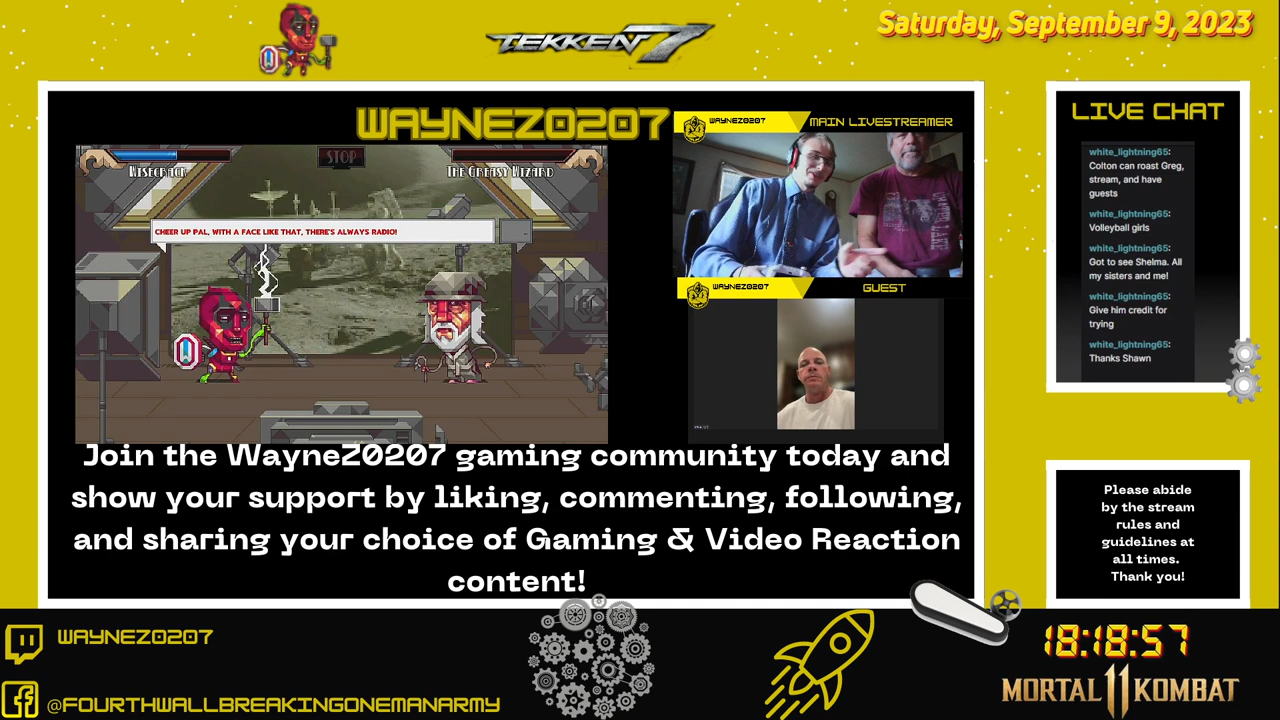 TEKKEN 7
Saturday, September 9, 2023
WAYNEZ0207
WAYNEZ0207
MAIN LIVESTREAMER
LIVE CHAT
STOP
WISECRACK
THE GREASY WIZARD
CHEER UP PAL, WITH A FACE LIKE THAT, THERE'S ALWAYS RADIO!
WAYNEZ0207
GUEST
white_lightning65:
Colton can roast Greg,
stream, and have
guests
white_lightning65:
Volleyball girls
white_lightning65:
Got to see Shelma. All
my sisters and me!
white_lightning65:
Give him credit for
trying
white_lightning65:
Thanks Shawn
Join the WayneZ0207 gaming community today and
show your support by liking, commenting, following,
and sharing your choice of Gaming & Video Reaction
content!
Please abide
by the stream
rules and
guidelines at
all times.
Thank you!
WAYNEZ0207
@FOURTHWALLBREAKINGONEMANARMY
18:18:57
MORTAL 11 KOMBAT